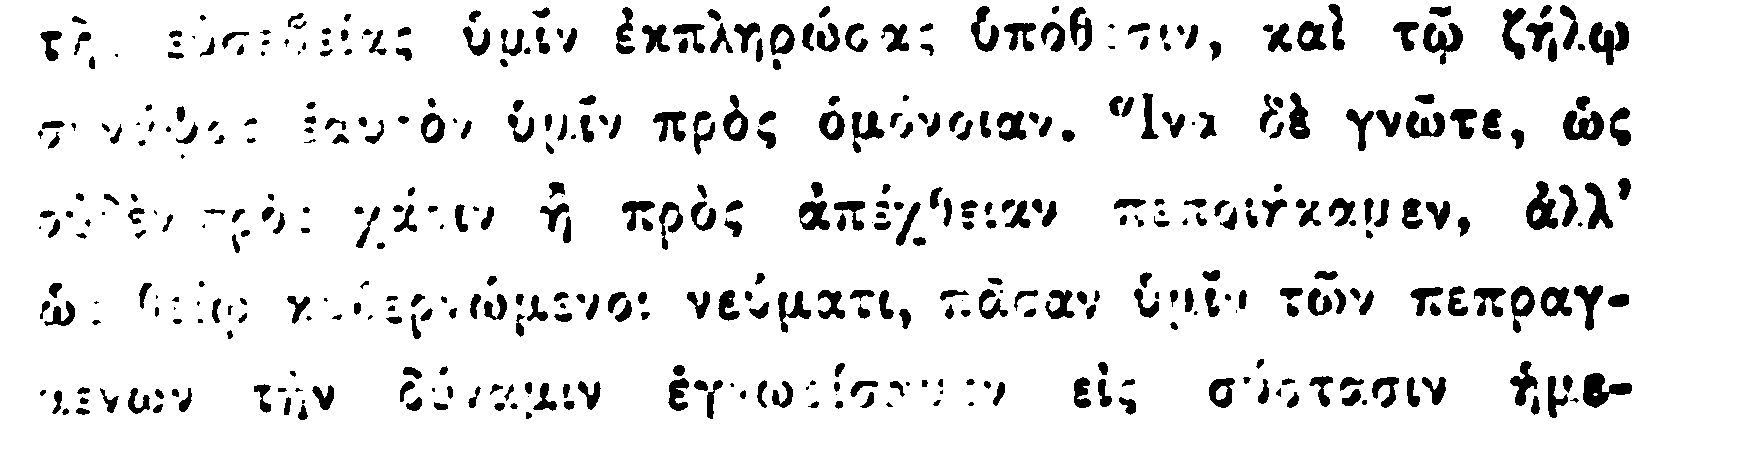 τῆς εὐσεβείας ὑμῖν ἐκπληρώσας ὑπόθεσιν, καὶ τῷ ζήλῳ
συνάψας ἑαυτὸν ὑμῖν πρὸς ὁμόνοιαν. Ἵνα δὲ γνῶτε, ὡς
οὐδὲν πρὸς χάριν ἢ πρὸς ἀπέχθειαν πεποιήκαμεν, ἀλλ’
ὡς θείῳ κυβερνώμενοι νεύματι, πᾶσαν ὑμῖν τῶν πεπραγ-
μενων τὴν δύναμιν ἐγνωρίσαμεν εἰς σύστασιν ἡμε-